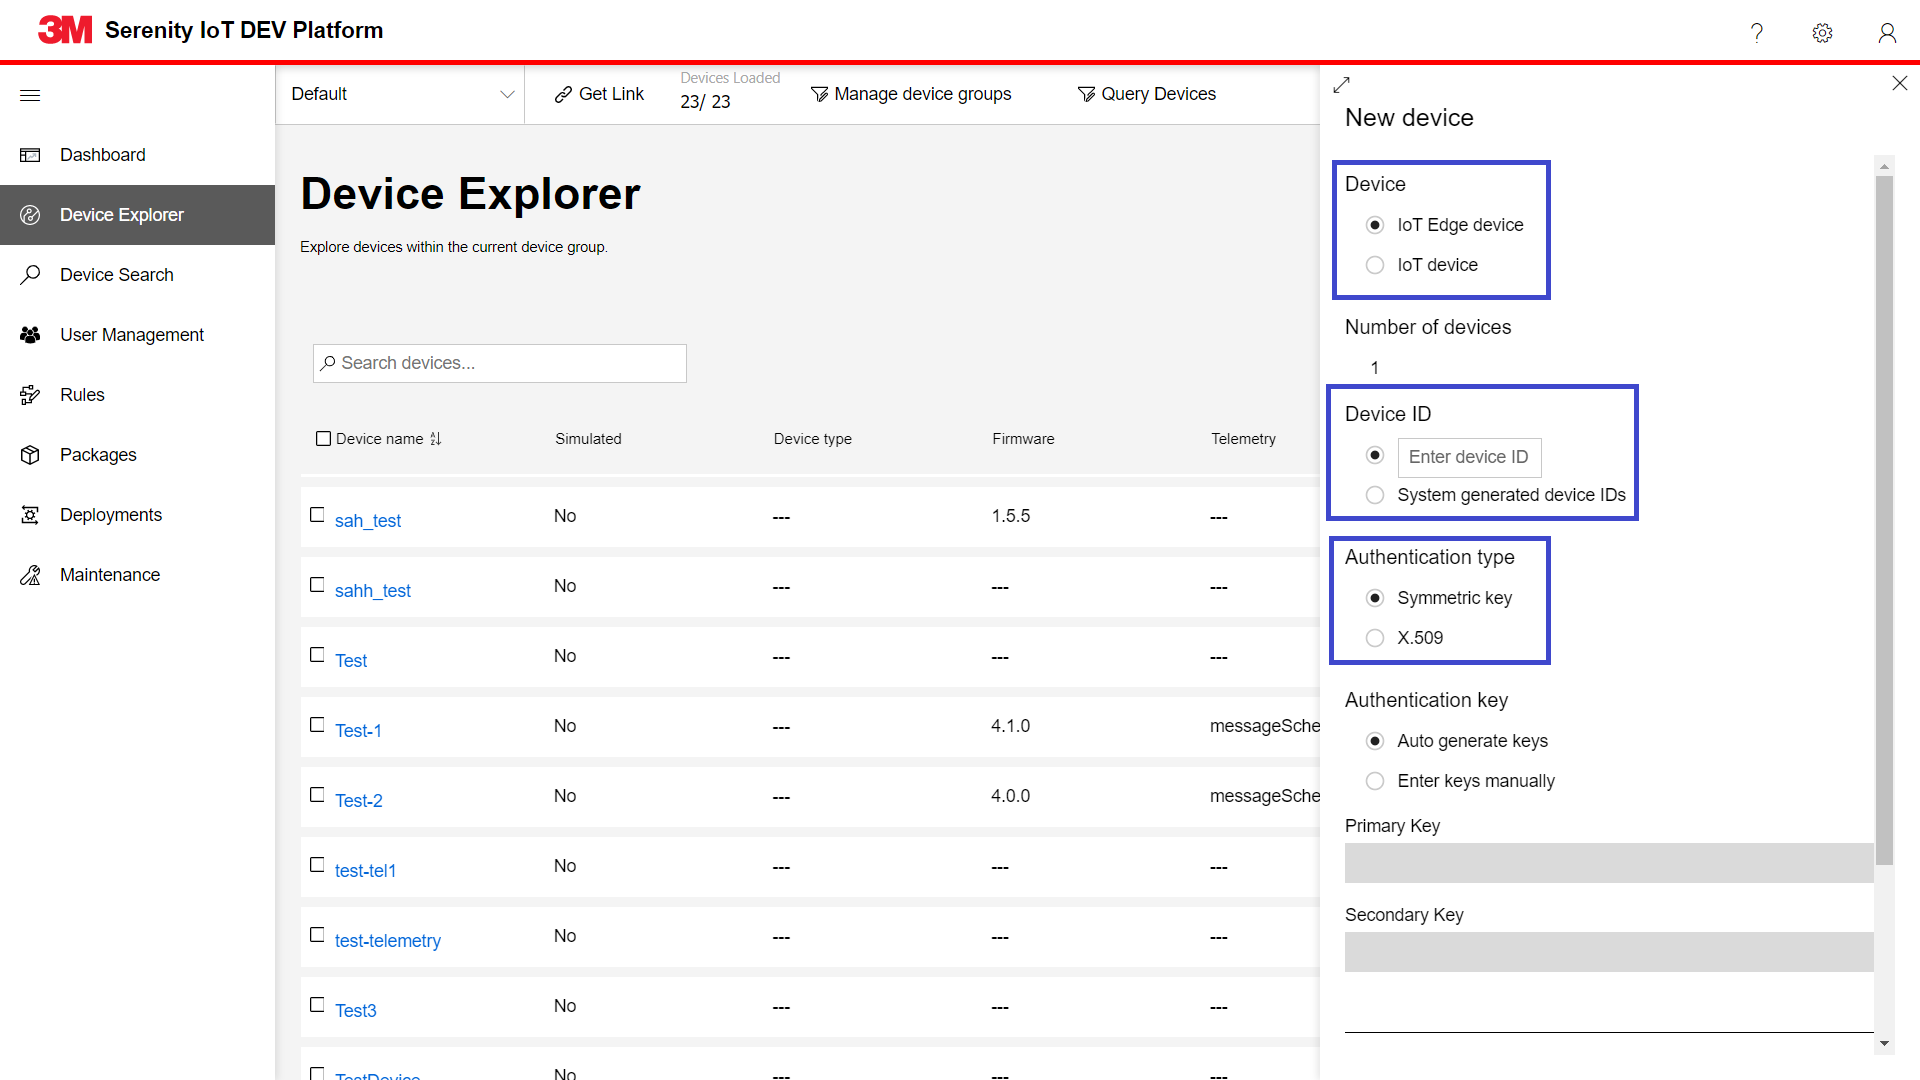 3M Serenity IoT DEV Platform
Default
Get Link
Devices Loaded
23/ 23
Manage device groups
Query Devices
Dashboard
Device Explorer
Device Search
User Management
Rules
Packages
Deployments
Maintenance
Device Explorer
Explore devices within the current device group.
Search devices...
Device name Simulated Device type Firmware Telemetry
sah_test No --- 1.5.5 ---
sahh_test No --- --- ---
Test No --- --- ---
Test-1 No --- 4.1.0 messageSche
Test-2 No --- 4.0.0 messageSche
test-tel1 No --- --- ---
test-telemetry No --- --- ---
Test3 No --- --- ---
TestDevice No --- --- ---
New device
Device
IoT Edge device
IoT device
Number of devices
1
Device ID
Enter device ID
System generated device IDs
Authentication type
Symmetric key
X.509
Authentication key
Auto generate keys
Enter keys manually
Primary Key
Secondary Key